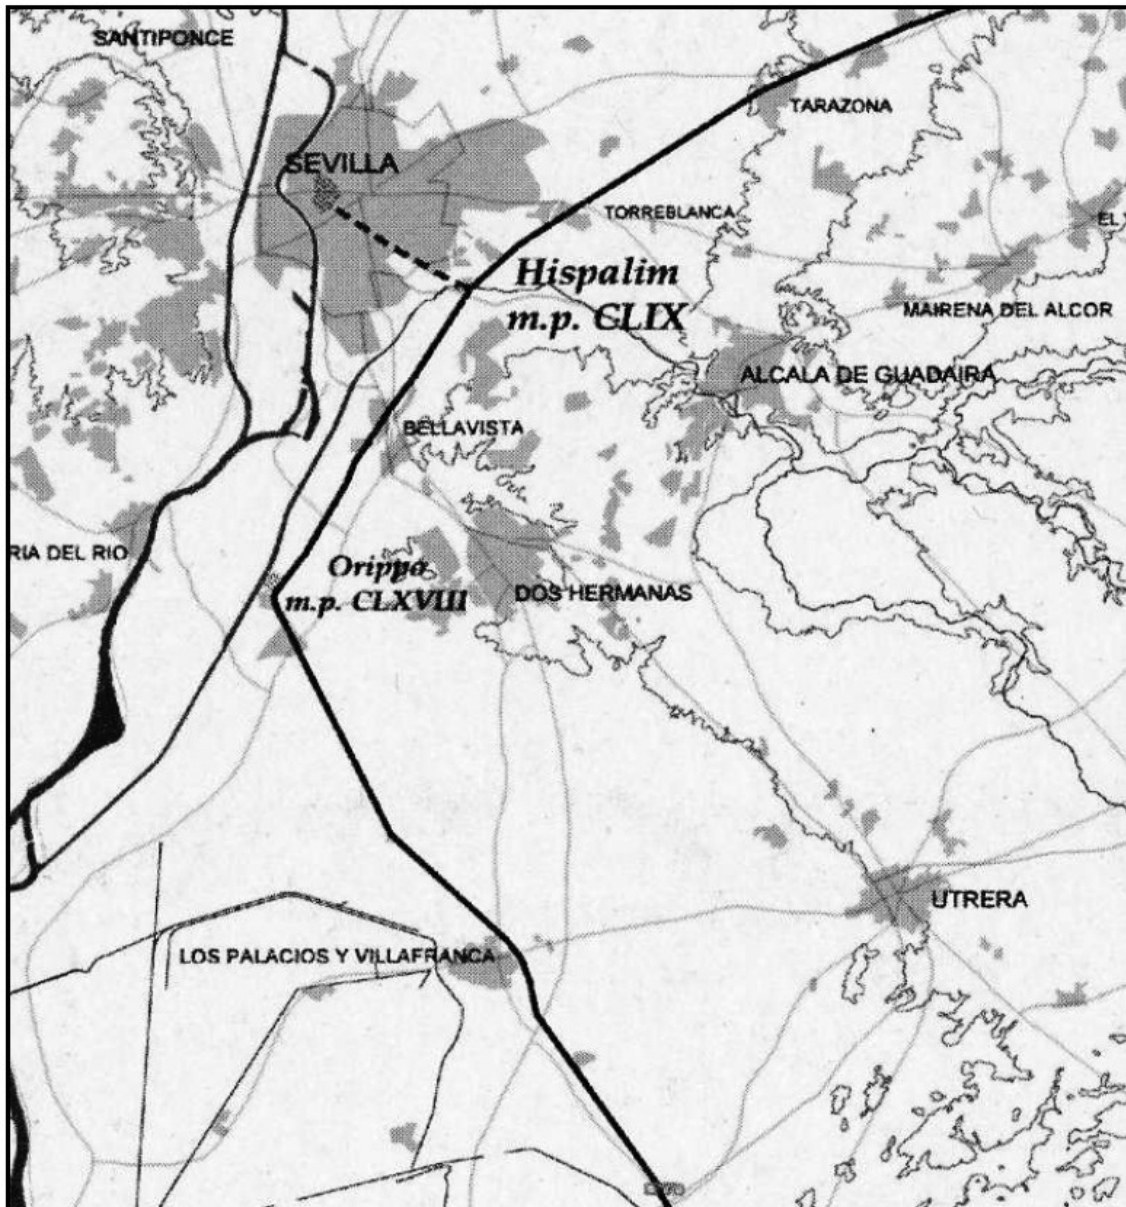 SANTIPONCE
TARAZONA
SEVILLA
TORREBLANCA
EL
Hispalim
m.p. CLIX
MAIRENA DEL ALCOR
ALCALA DE GUADAIRA
BELLAVISTA
RIA DEL RIO
Orippo
m.p. CLXVIII
DOS HERMANAS
UTRERA
LOS PALACIOS Y VILLAFRANCA